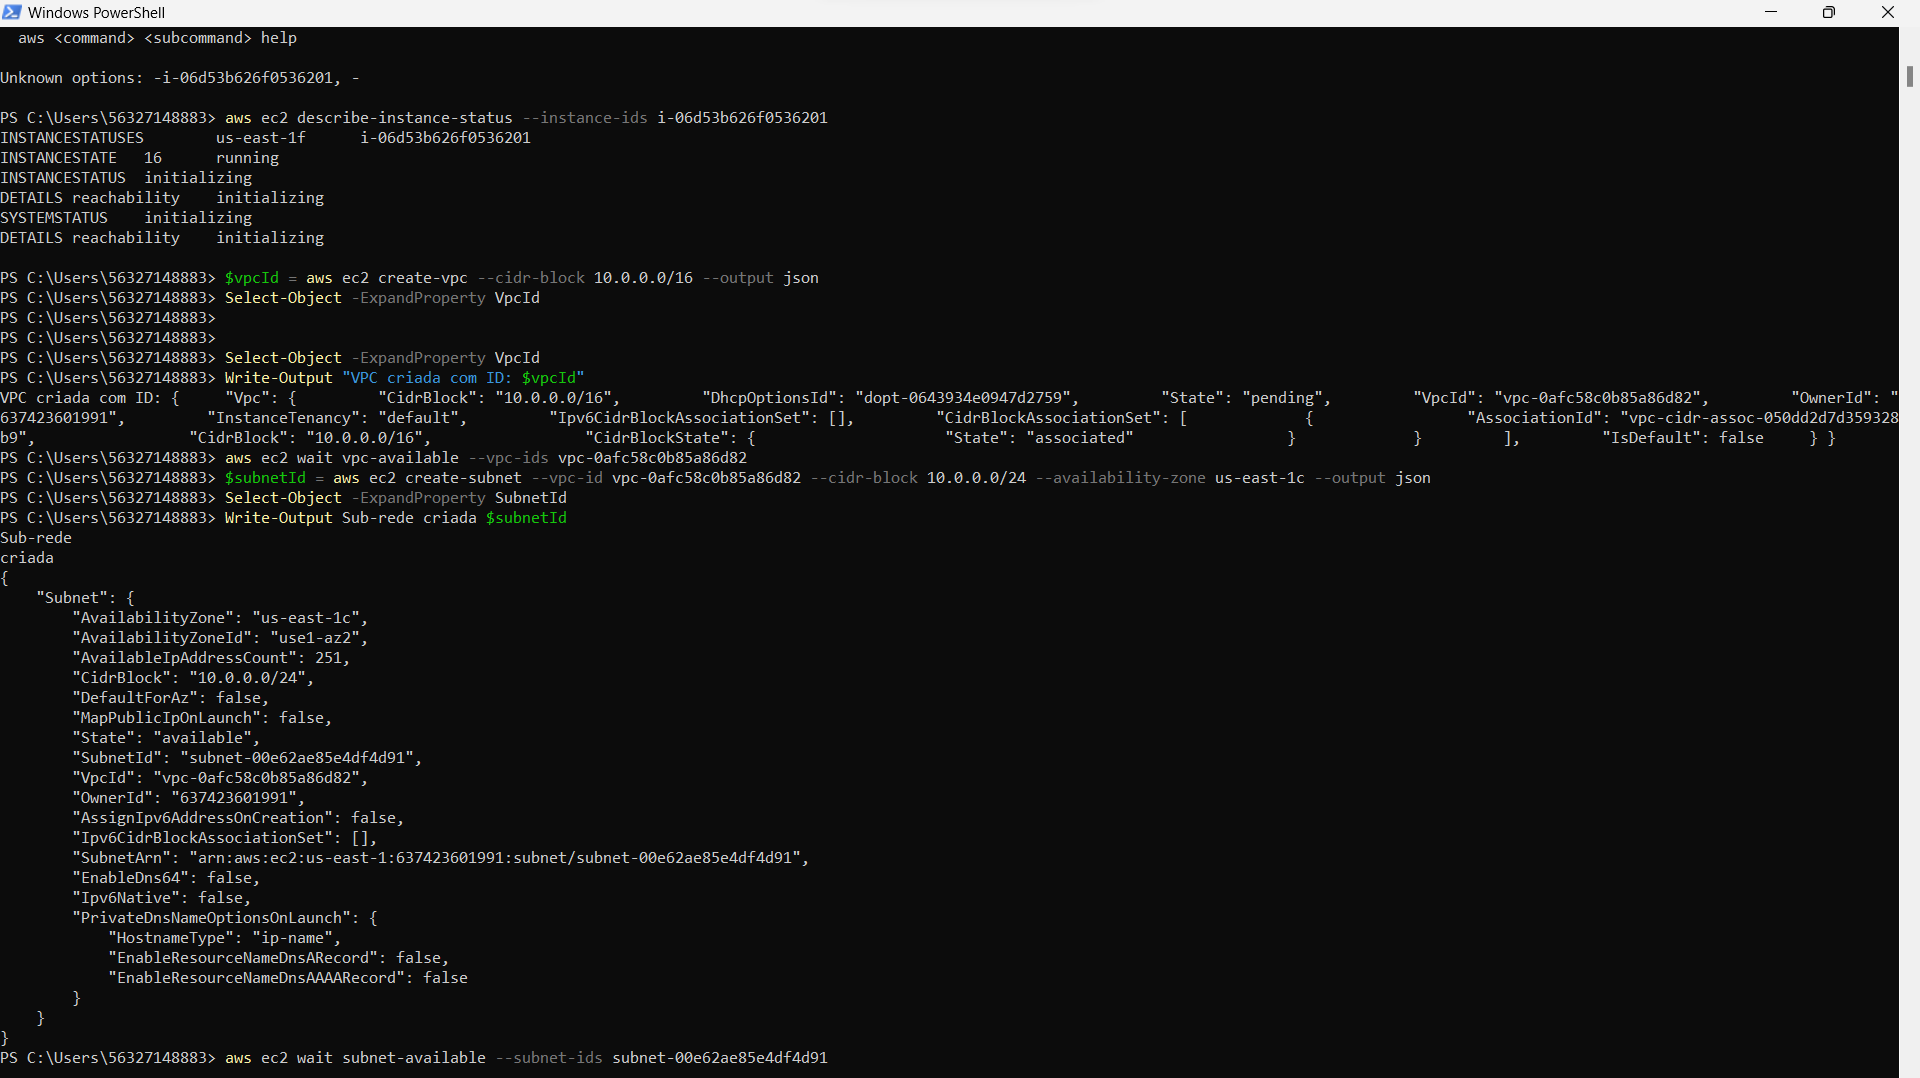 Windows PowerShell
  aws <command> <subcommand> help

Unknown options: -i-06d53b626f0536201, -

PS C:\Users\56327148883> aws ec2 describe-instance-status --instance-ids i-06d53b626f0536201
INSTANCESTATUSES        us-east-1f      i-06d53b626f0536201
INSTANCESTATE   16      running
INSTANCESTATUS  initializing
DETAILS reachability    initializing
SYSTEMSTATUS    initializing
DETAILS reachability    initializing

PS C:\Users\56327148883> $vpcId = aws ec2 create-vpc --cidr-block 10.0.0.0/16 --output json
PS C:\Users\56327148883> Select-Object -ExpandProperty VpcId
PS C:\Users\56327148883>
PS C:\Users\56327148883>
PS C:\Users\56327148883> Select-Object -ExpandProperty VpcId
PS C:\Users\56327148883> Write-Output "VPC criada com ID: $vpcId"
VPC criada com ID: {     "Vpc": {         "CidrBlock": "10.0.0.0/16",         "DhcpOptionsId": "dopt-0643934e0947d2759",         "State": "pending",         "VpcId": "vpc-0afc58c0b85a86d82",         "OwnerId": "
637423601991",         "InstanceTenancy": "default",         "Ipv6CidrBlockAssociationSet": [],         "CidrBlockAssociationSet": [             {                 "AssociationId": "vpc-cidr-assoc-050dd2d7d359328
b9",                 "CidrBlock": "10.0.0.0/16",                 "CidrBlockState": {                     "State": "associated"                 }             }         ],         "IsDefault": false     } }
PS C:\Users\56327148883> aws ec2 wait vpc-available --vpc-ids vpc-0afc58c0b85a86d82
PS C:\Users\56327148883> $subnetId = aws ec2 create-subnet --vpc-id vpc-0afc58c0b85a86d82 --cidr-block 10.0.0.0/24 --availability-zone us-east-1c --output json
PS C:\Users\56327148883> Select-Object -ExpandProperty SubnetId
PS C:\Users\56327148883> Write-Output Sub-rede criada $subnetId
Sub-rede
criada
{
    "Subnet": {
        "AvailabilityZone": "us-east-1c",
        "AvailabilityZoneId": "use1-az2",
        "AvailableIpAddressCount": 251,
        "CidrBlock": "10.0.0.0/24",
        "DefaultForAz": false,
        "MapPublicIpOnLaunch": false,
        "State": "available",
        "SubnetId": "subnet-00e62ae85e4df4d91",
        "VpcId": "vpc-0afc58c0b85a86d82",
        "OwnerId": "637423601991",
        "AssignIpv6AddressOnCreation": false,
        "Ipv6CidrBlockAssociationSet": [],
        "SubnetArn": "arn:aws:ec2:us-east-1:637423601991:subnet/subnet-00e62ae85e4df4d91",
        "EnableDns64": false,
        "Ipv6Native": false,
        "PrivateDnsNameOptionsOnLaunch": {
            "HostnameType": "ip-name",
            "EnableResourceNameDnsARecord": false,
            "EnableResourceNameDnsAAAARecord": false
        }
    }
}
PS C:\Users\56327148883> aws ec2 wait subnet-available --subnet-ids subnet-00e62ae85e4df4d91